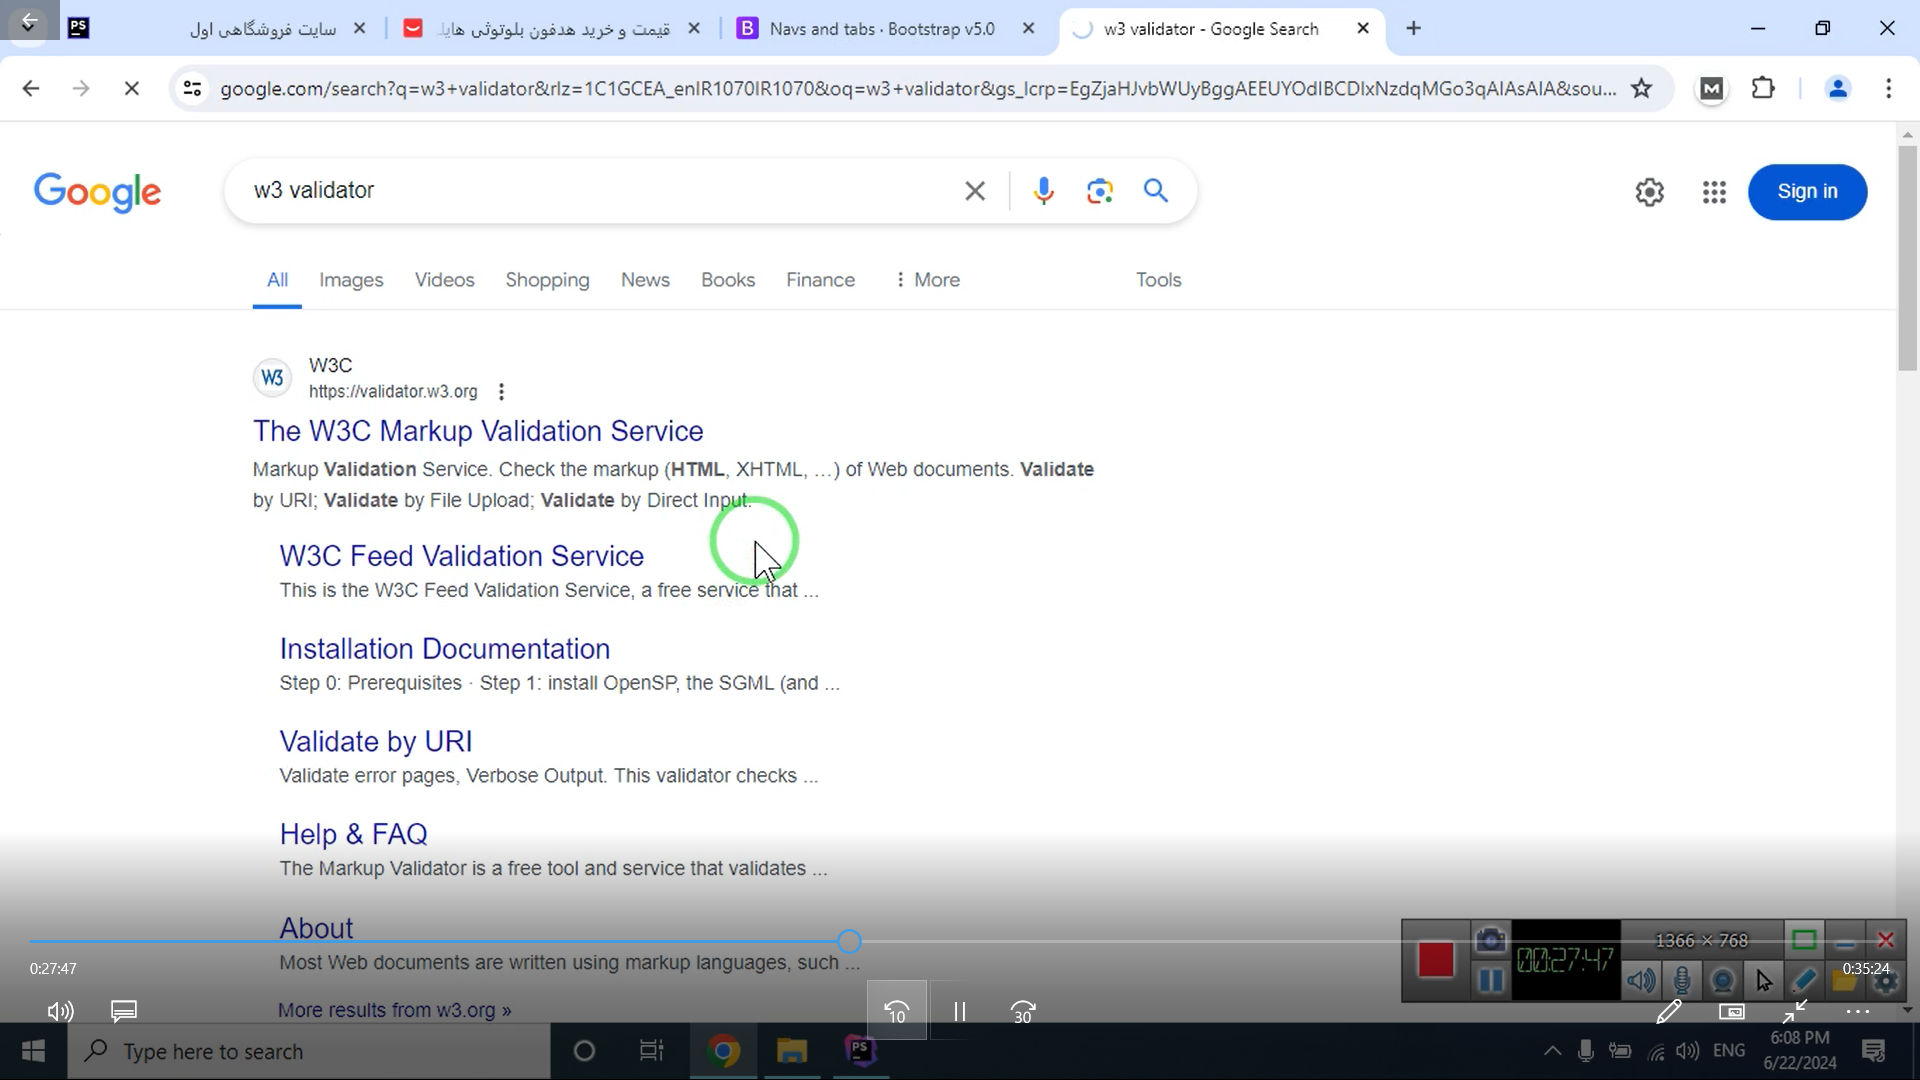 PS
سایت فروشگاهی اول
قیمت و خرید هدفون بلوتوثی هایلـ
B
Navs and tabs · Bootstrap v5.0
w3 validator - Google Search
google.com/search?q=w3+validator&rlz=1C1GCEA_enIR1070IR1070&oq=w3+validator&gs_lcrp=EgZjaHJvbWUyBggAEEUYOdIBCDIxNzdqMGo3qAIAsAIA&sou...
M
Google
w3 validator
Sign in
All
Images
Videos
Shopping
News
Books
Finance
More
Tools
W3
W3C
https://validator.w3.org
The W3C Markup Validation Service
Markup Validation Service. Check the markup (HTML, XHTML, …) of Web documents. Validate
by URI; Validate by File Upload; Validate by Direct Input.
W3C Feed Validation Service
This is the W3C Feed Validation Service, a free service that ...
Installation Documentation
Step 0: Prerequisites · Step 1: install OpenSP, the SGML (and ...
Validate by URI
Validate error pages, Verbose Output. This validator checks ...
Help & FAQ
The Markup Validator is a free tool and service that validates ...
About
Most Web documents are written using markup languages, such ...
More results from w3.org »
0:27:47
0:35:24
00:27:47
1366 × 768
10
30
Type here to search
PS
ENG
6:08 PM
6/22/2024